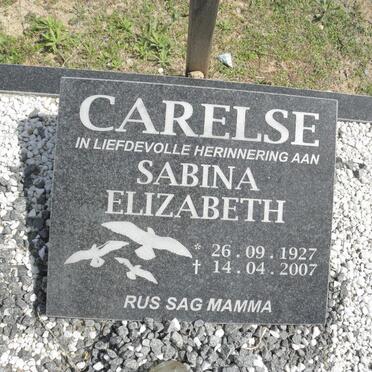 CARELSE
IN LIEFDEVOLLE HERINNERING AAN
SABINA
ELIZABETH
* 26.09.1927
† 14.04.2007
RUS SAG MAMMA